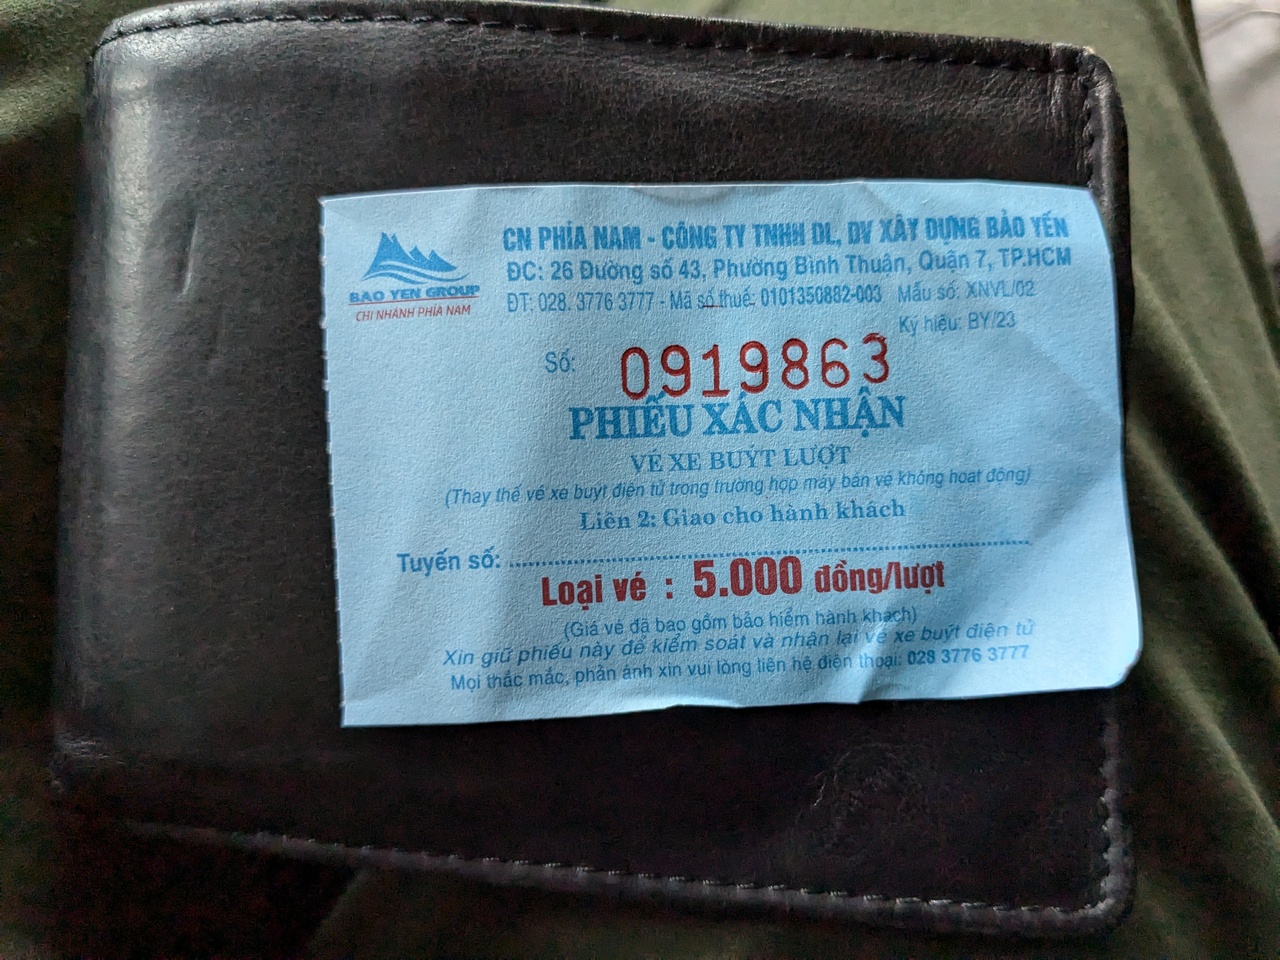 BAO YEN GROUP
CHI NHÁNH PHÍA NAM
CN PHÍA NAM - CÔNG TY TNHH DL, DV XÂY DỰNG BẢO YẾN
ĐC: 26 Đường số 43, Phường Bình Thuân, Quận 7, TP.HCM
ĐT: 028. 3776 3777 - Mã số thuế: 0101350882-003 Mẫu số: XNVL/02
Ký hiệu: BY/23
Số: 0919863
PHIẾU XÁC NHẬN
VÉ XE BUÝT LƯỢT
(Thay thế vé xe buýt điện tử trong trường hợp máy bán vé không hoạt động)
Liên 2: Giao cho hành khách
Tuyến số: ........................................................
Loại vé : 5.000 đồng/lượt
(Giá vé đã bao gồm bảo hiểm hành khách)
Xin giữ phiếu này để kiểm soát và nhận lại vé xe buýt điện tử
Mọi thắc mắc, phản ánh xin vui lòng liên hệ điện thoại: 028 3776 3777